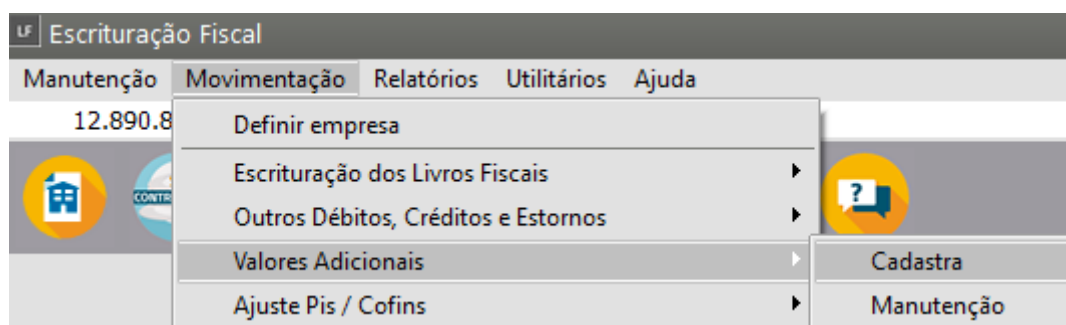 LF Escrituração Fiscal
Manutenção Movimentação Relatórios Utilitários Ajuda
12.890.8
Definir empresa
Escrituração dos Livros Fiscais
Outros Débitos, Créditos e Estornos
Valores Adicionais
Cadastra
Ajuste Pis / Cofins
Manutenção